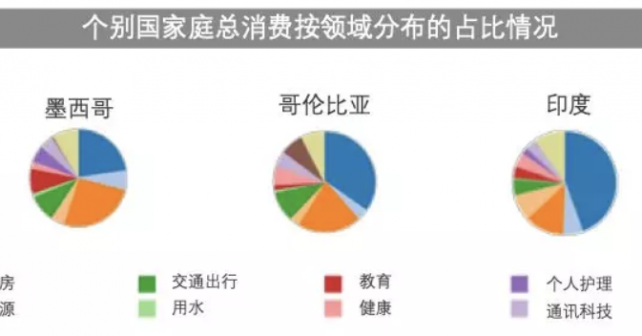 个别国家庭总消费按领域分布的占比情况
墨西哥 哥伦比亚 印度
房 交通出行 教育 个人护理
源 用水 健康 通讯科技